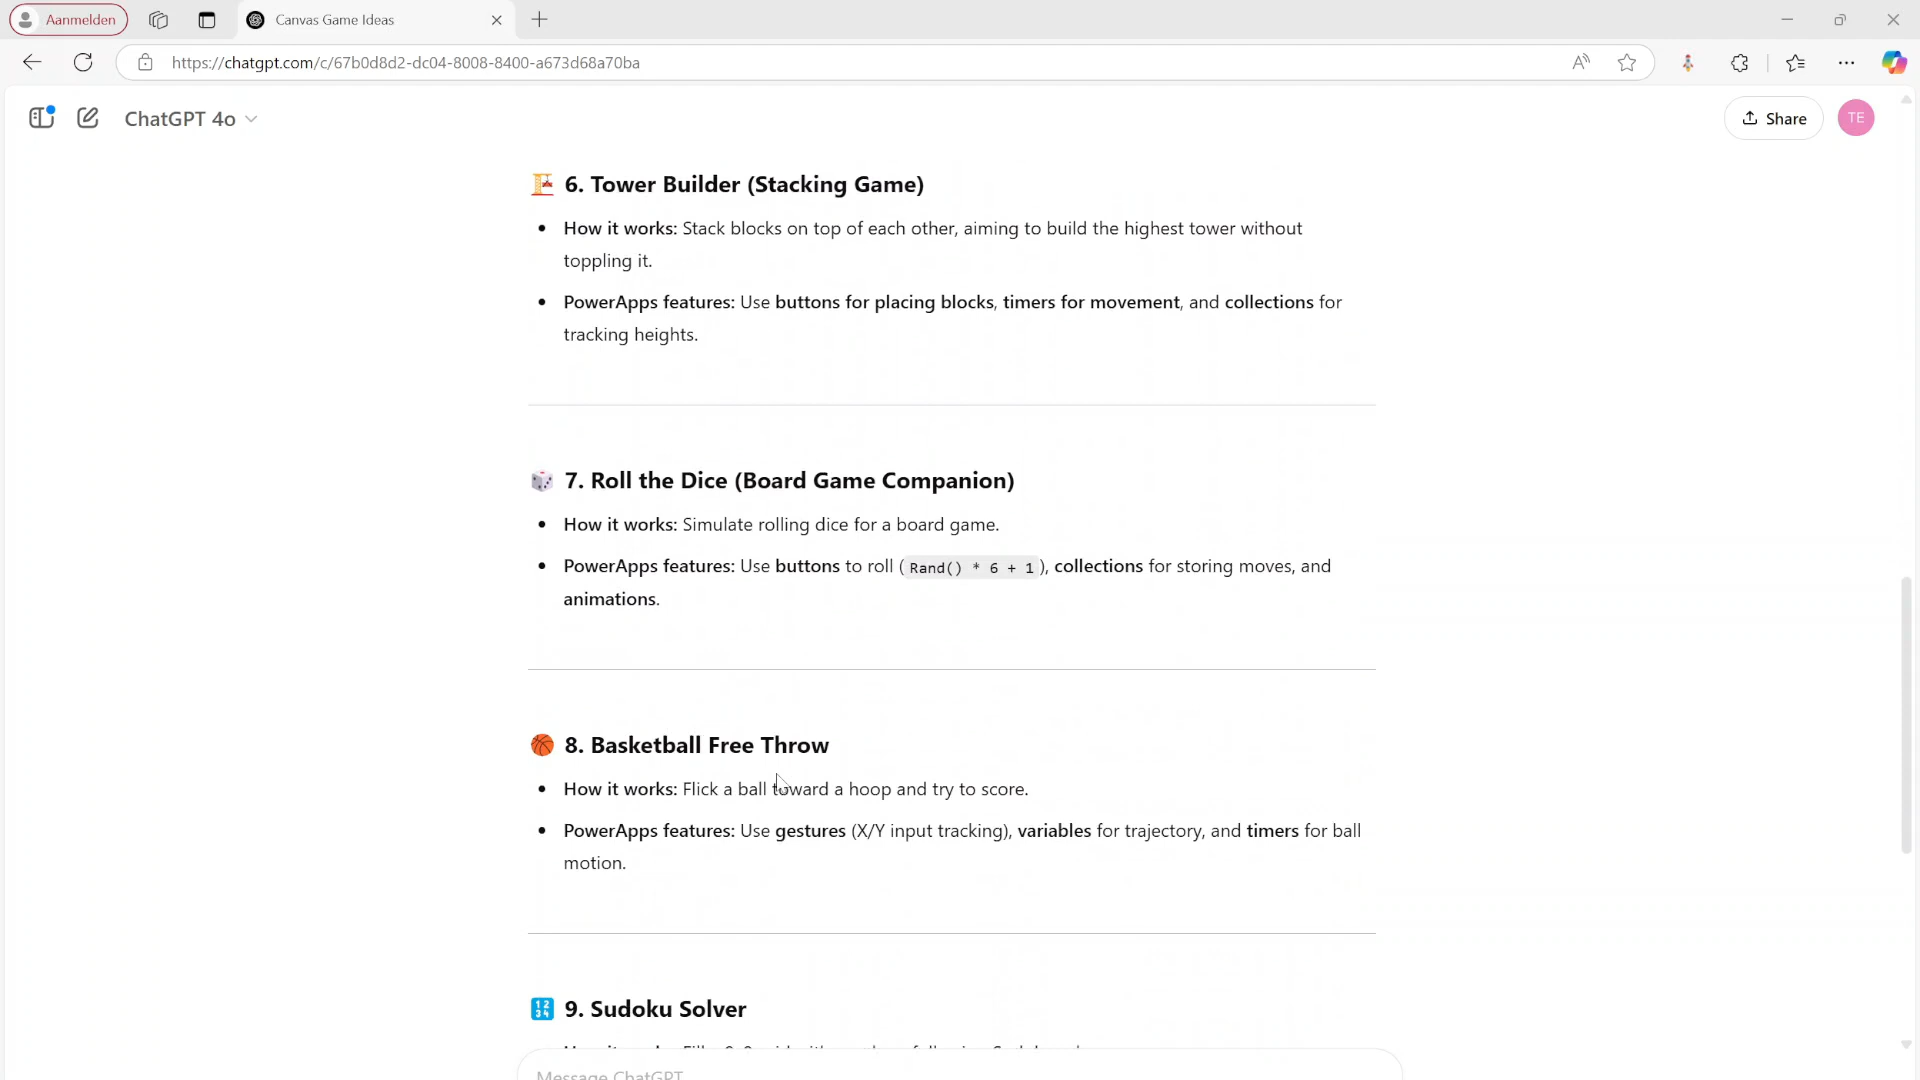 Aanmelden
Canvas Game Ideas
https://chatgpt.com/c/67b0d8d2-dc04-8008-8400-a673d68a70ba
ChatGPT 4o
Share
TE
6. Tower Builder (Stacking Game)
How it works: Stack blocks on top of each other, aiming to build the highest tower without
toppling it.
PowerApps features: Use buttons for placing blocks, timers for movement, and collections for
tracking heights.
7. Roll the Dice (Board Game Companion)
How it works: Simulate rolling dice for a board game.
PowerApps features: Use buttons to roll (Rand() * 6 + 1), collections for storing moves, and
animations.
8. Basketball Free Throw
How it works: Flick a ball toward a hoop and try to score.
PowerApps features: Use gestures (X/Y input tracking), variables for trajectory, and timers for ball
motion.
9. Sudoku Solver
Message ChatGPT